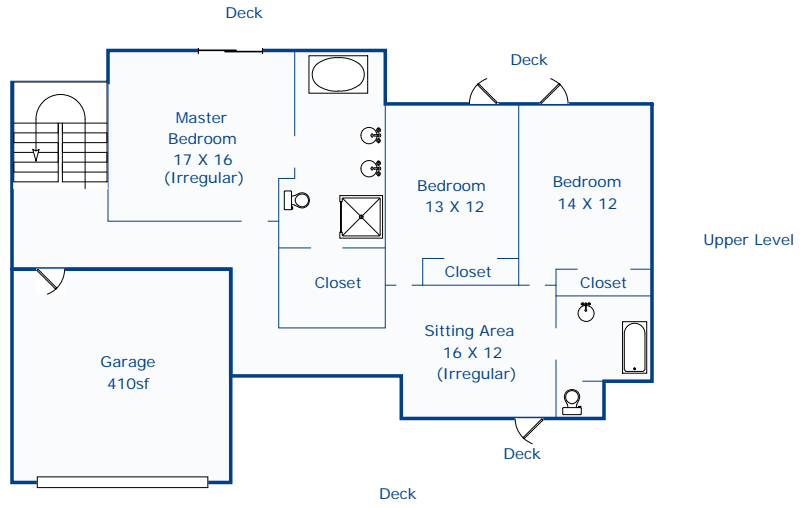 Deck
Deck
Master
Bedroom
17 X 16
(Irregular)
Bedroom
13 X 12
Bedroom
14 X 12
Upper Level
Closet
Closet
Closet
Sitting Area
16 X 12
(Irregular)
Garage
410sf
Deck
Deck